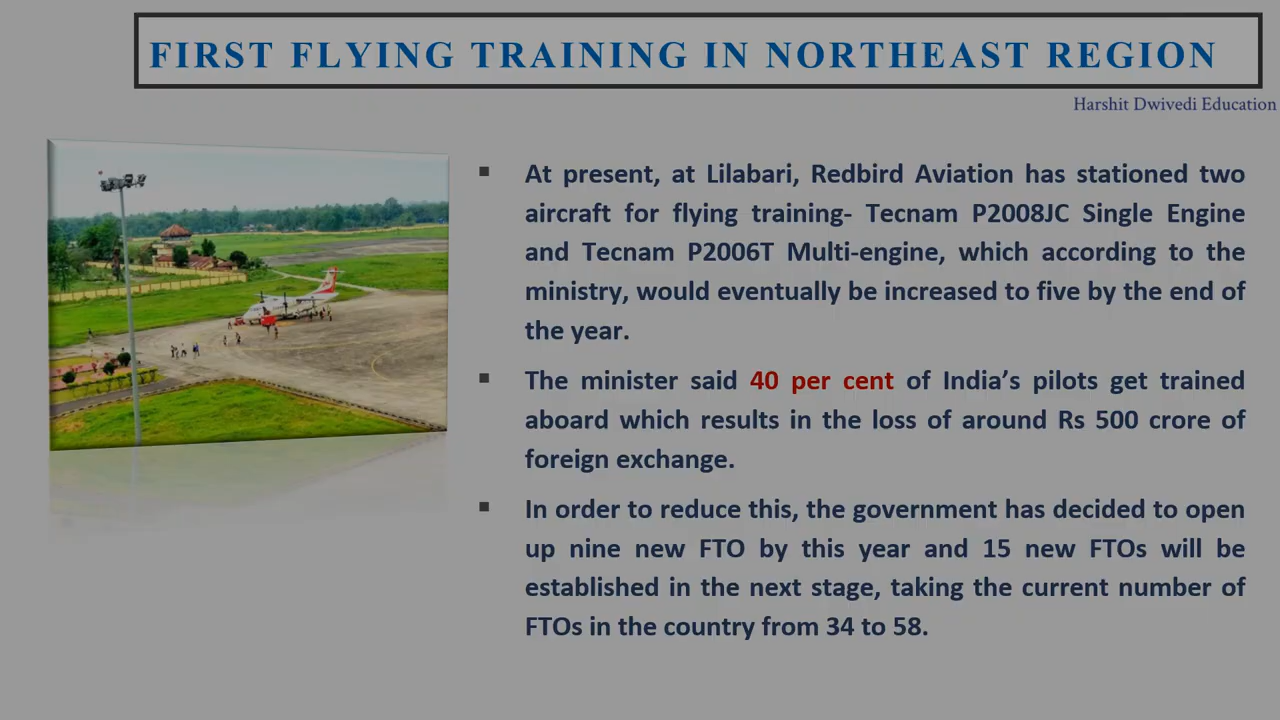 FIRST FLYING TRAINING IN NORTHEAST REGION
Harshit Dwivedi Education
▪ At present, at Lilabari, Redbird Aviation has stationed two
aircraft for flying training- Tecnam P2008JC Single Engine
and Tecnam P2006T Multi-engine, which according to the
ministry, would eventually be increased to five by the end of
the year.
▪ The minister said 40 per cent of India’s pilots get trained
aboard which results in the loss of around Rs 500 crore of
foreign exchange.
▪ In order to reduce this, the government has decided to open
up nine new FTO by this year and 15 new FTOs will be
established in the next stage, taking the current number of
FTOs in the country from 34 to 58.